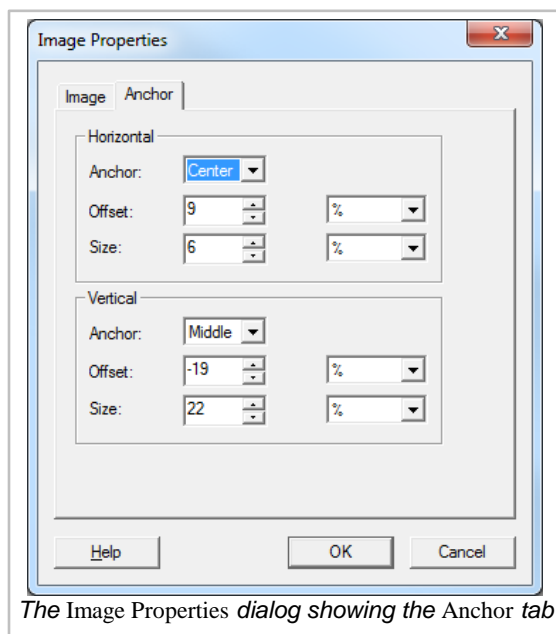 Image Properties
Image Anchor
Horizontal
Anchor: Center
Offset: 9 %
Size: 6 %
Vertical
Anchor: Middle
Offset: -19 %
Size: 22 %
Help OK Cancel
The Image Properties dialog showing the Anchor tab